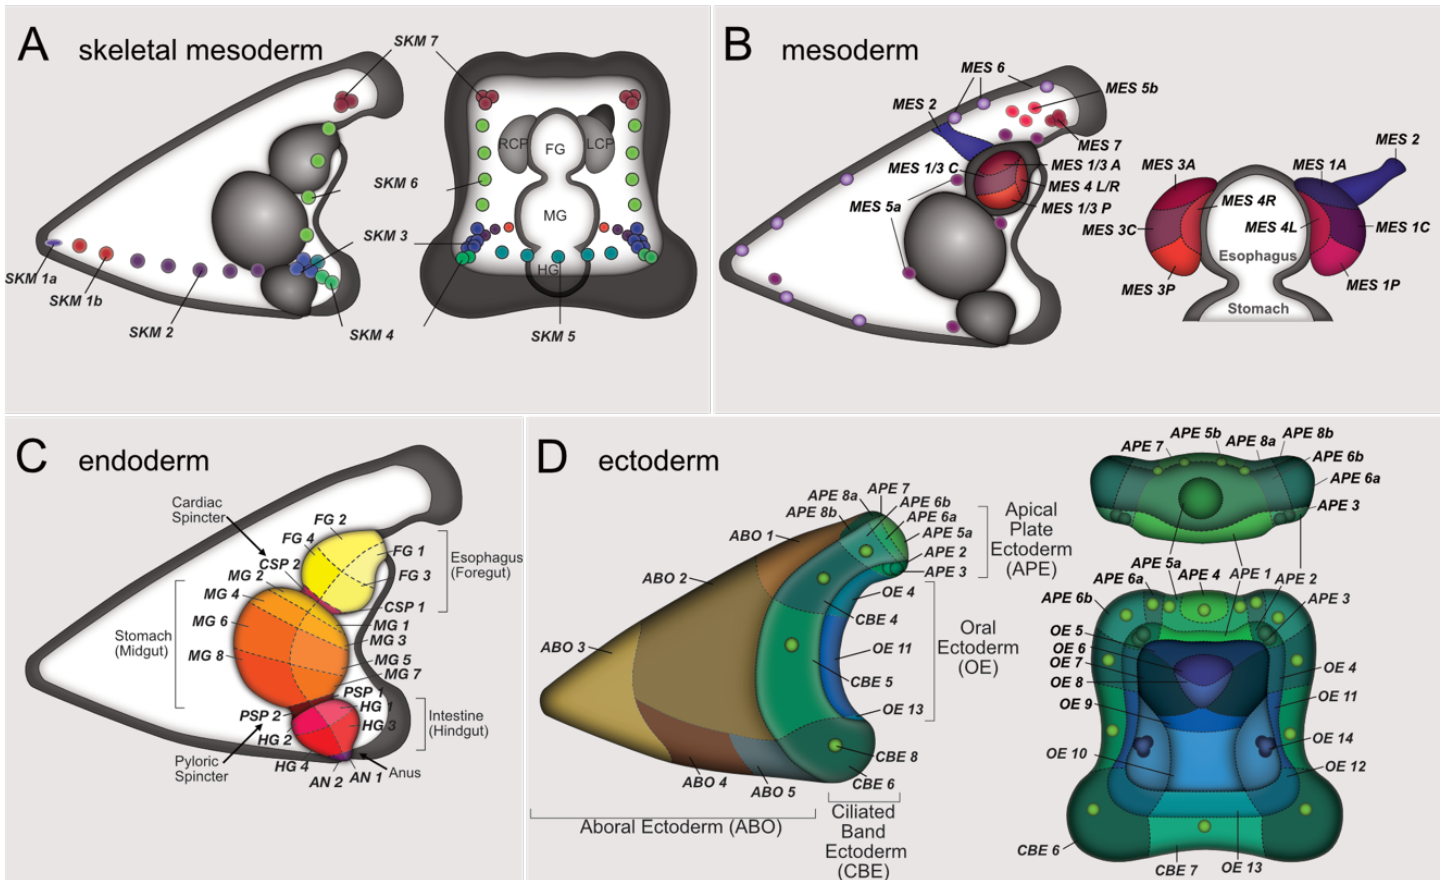 A skeletal mesoderm
SKM 7
RCP
LCP
FG
SKM 6
MG
SKM 3
HG
SKM 1a
SKM 1b
SKM 2
SKM 4
SKM 5
B mesoderm
MES 6
MES 5b
MES 2
MES 7
MES 1/3 C
MES 1/3 A
MES 4 L/R
MES 1/3 P
MES 5a
MES 2
MES 3A
MES 1A
MES 4R
MES 4L
MES 3C
MES 1C
Esophagus
MES 3P
MES 1P
Stomach
C endoderm
Cardiac
Spincter
FG 2
FG 4
FG 1
CSP 2
FG 3
Esophagus
(Foregut)
MG 2
MG 4
CSP 1
MG 1
MG 6
MG 3
Stomach
(Midgut)
MG 8
MG 5
MG 7
PSP 1
PSP 2
HG 1
HG 3
HG 2
Intestine
(Hindgut)
Pyloric
Spincter
HG 4
AN 2
AN 1
Anus
D ectoderm
APE 7
APE 8a
APE 6b
APE 8b
APE 6a
APE 5a
ABO 1
APE 2
APE 3
Apical
Plate
Ectoderm
(APE)
ABO 2
OE 4
CBE 4
ABO 3
OE 11
Oral
Ectoderm
(OE)
CBE 5
OE 13
CBE 8
ABO 4
ABO 5
CBE 6
Aboral Ectoderm (ABO)
Ciliated
Band
Ectoderm
(CBE)
APE 5b
APE 8b
APE 7
APE 8a
APE 6b
APE 6a
APE 3
APE 5a
APE 4
APE 1
APE 2
APE 6a
APE 3
APE 6b
OE 5
OE 6
OE 7
OE 4
OE 8
OE 11
OE 9
OE 14
OE 10
OE 12
CBE 6
CBE 7
OE 13